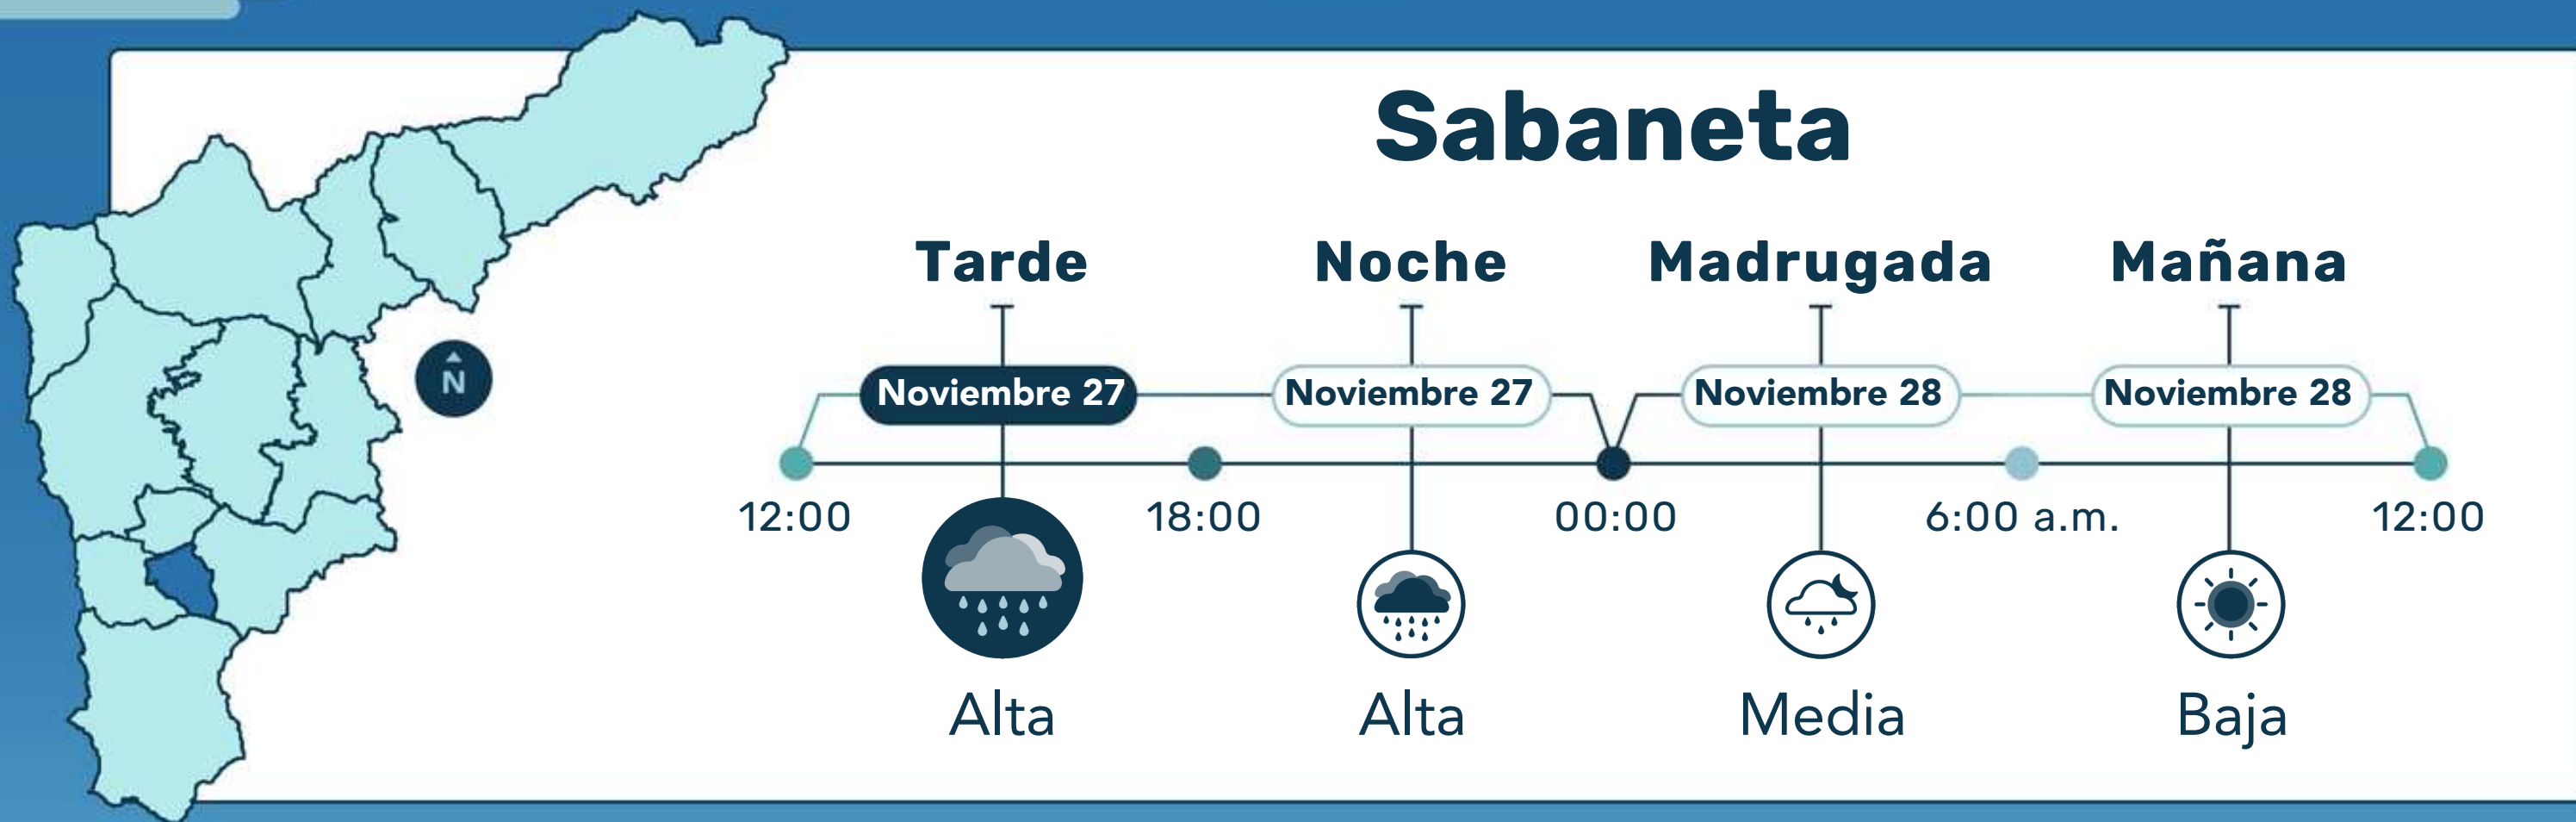 Sabaneta
Tarde Noche Madrugada Mañana
N
Noviembre 27 Noviembre 27 Noviembre 28 Noviembre 28
12:00 18:00 00:00 6:00 a.m. 12:00
Alta Alta Media Baja